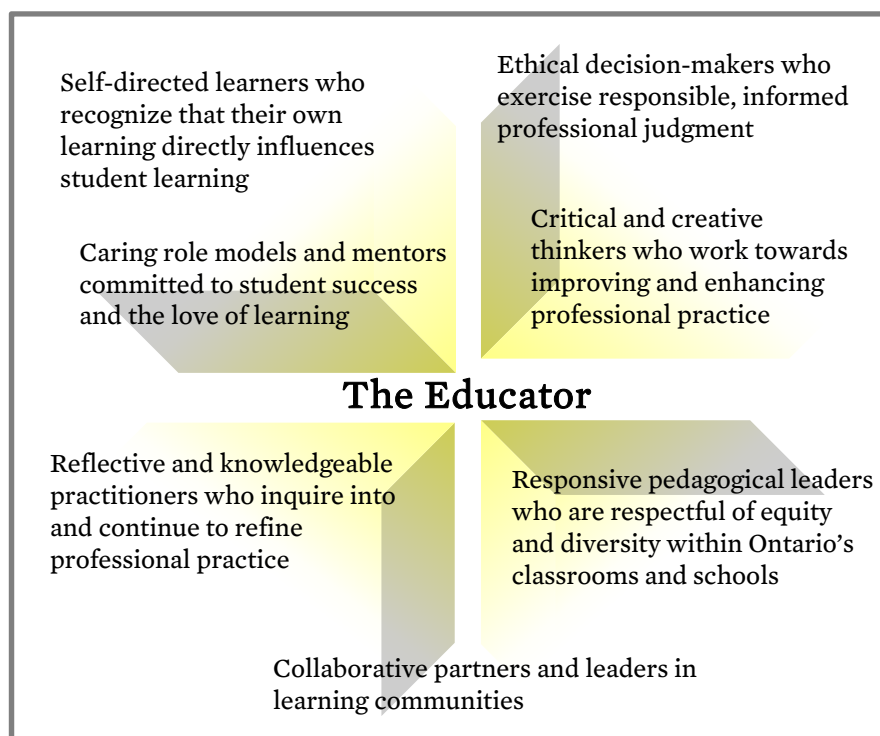 Self-directed learners who
recognize that their own
learning directly influences
student learning
Ethical decision-makers who
exercise responsible, informed
professional judgment
Caring role models and mentors
committed to student success
and the love of learning
Critical and creative
thinkers who work towards
improving and enhancing
professional practice
The Educator
Reflective and knowledgeable
practitioners who inquire into
and continue to refine
professional practice
Responsive pedagogical leaders
who are respectful of equity
and diversity within Ontario’s
classrooms and schools
Collaborative partners and leaders in
learning communities